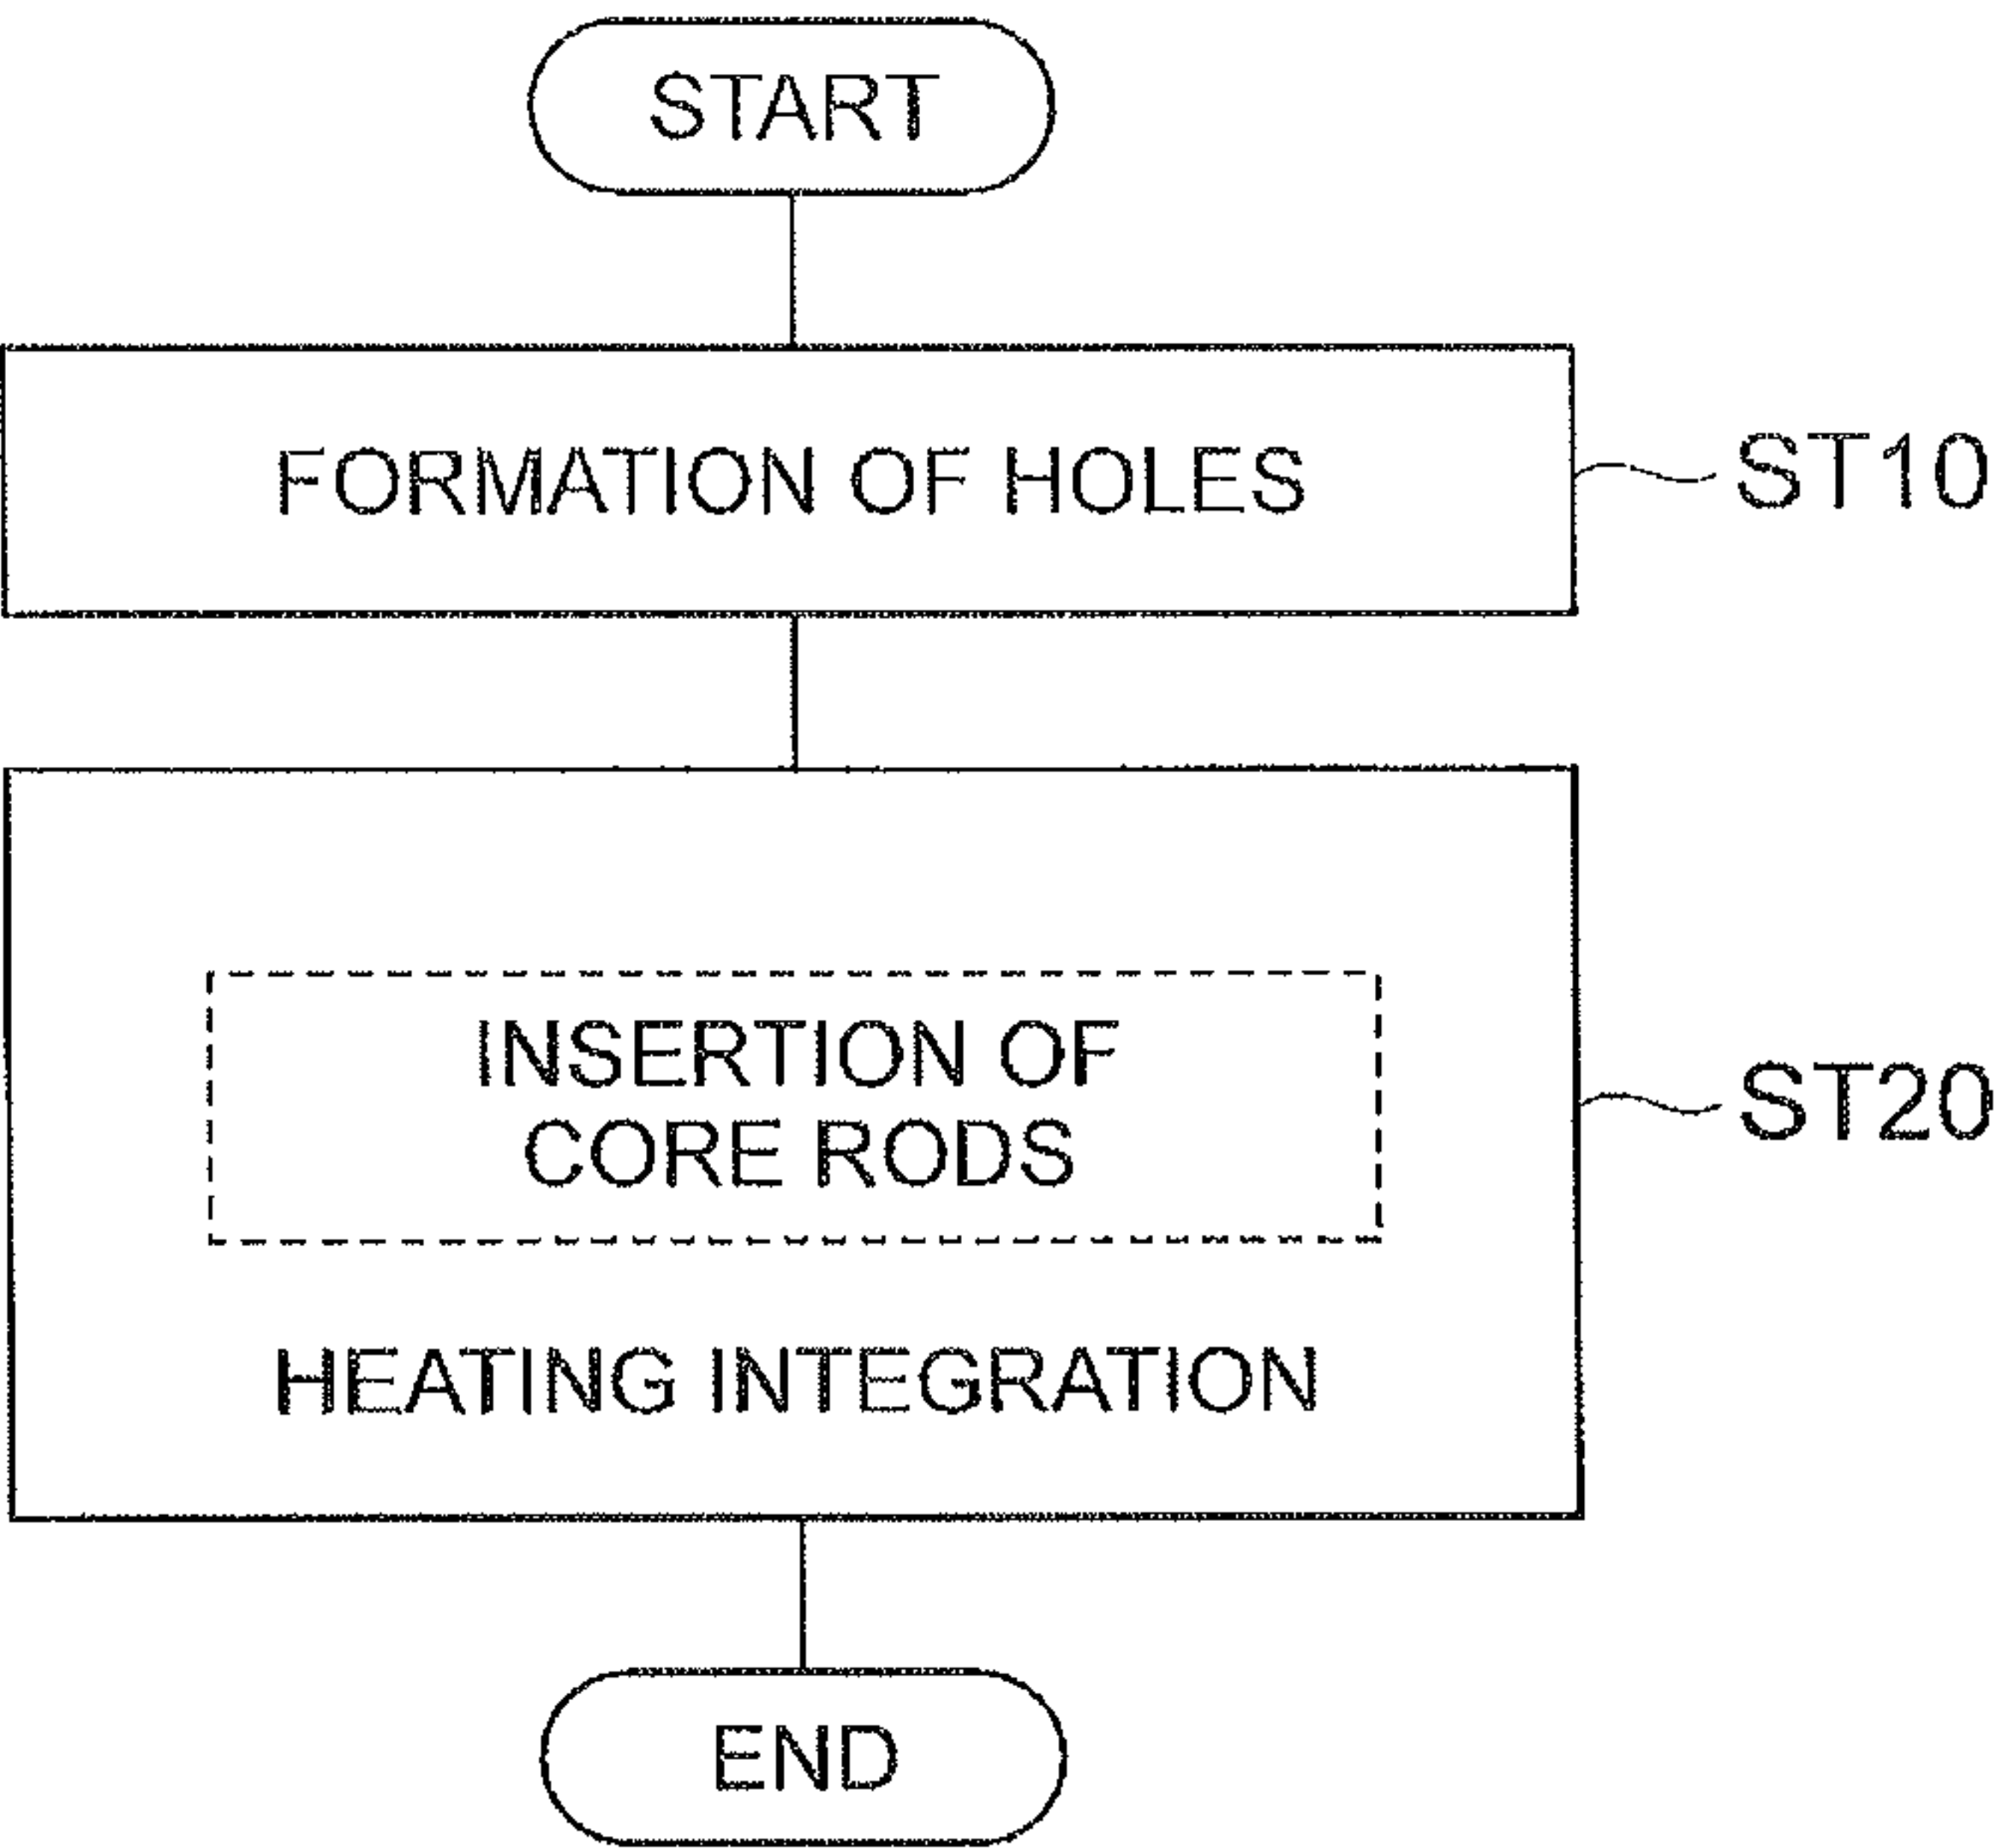 START
FORMATION OF HOLES
ST10
INSERTION OF
CORE RODS
ST20
HEATING INTEGRATION
END